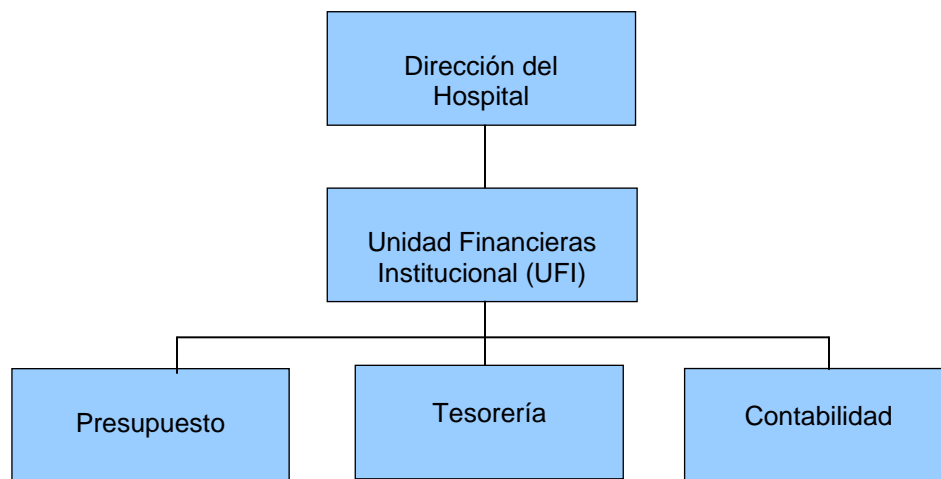 Dirección del
Hospital
Unidad Financieras
Institucional (UFI)
Presupuesto
Tesorería
Contabilidad